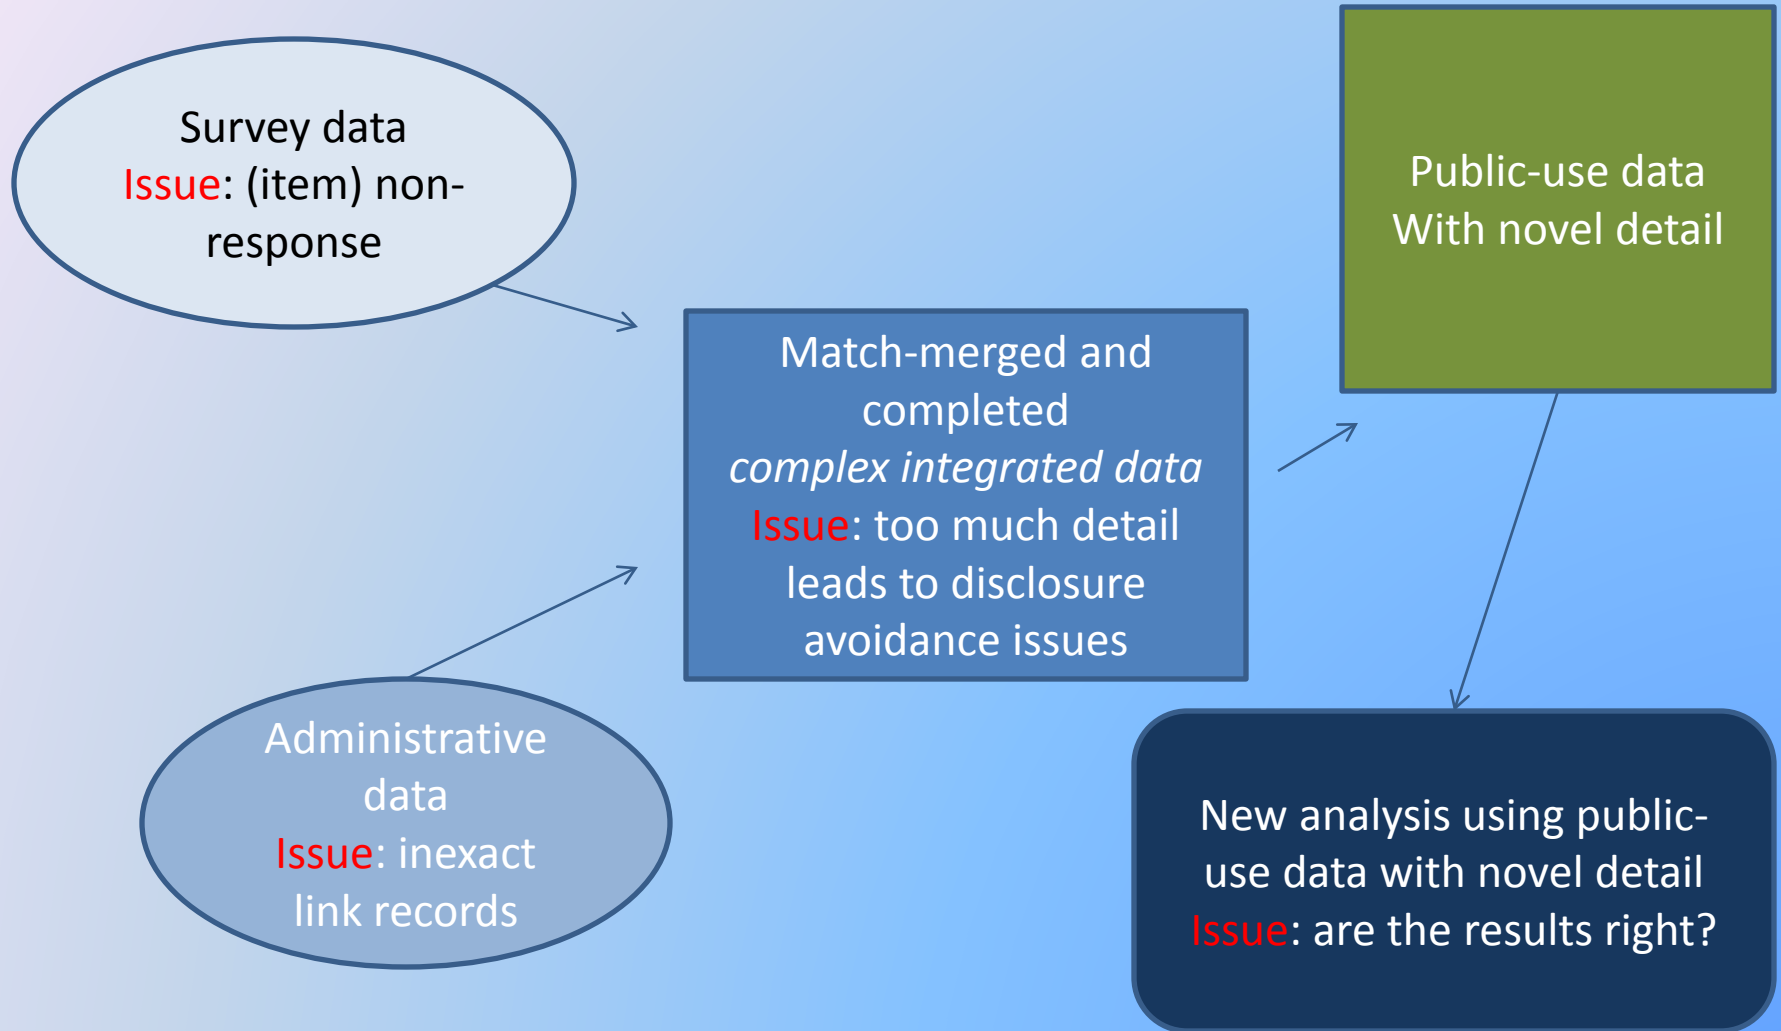 Survey data
Issue: (item) non-
response
Public-use data
With novel detail
Match-merged and
completed
complex integrated data
Issue: too much detail
leads to disclosure
avoidance issues
Administrative
data
Issue: inexact
link records
New analysis using public-
use data with novel detail
Issue: are the results right?